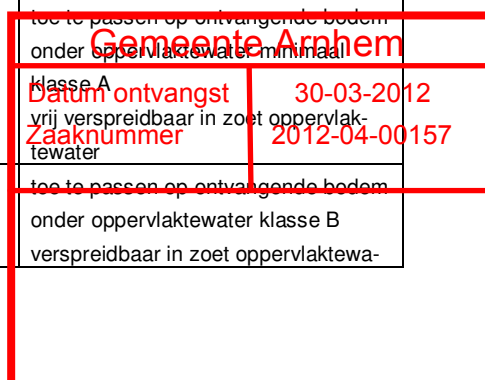 toe te passen op ontvangende bodem
Gemeente Arnhem
onder oppervlaktewater minimaal
klasse A
Datum ontvangst 30-03-2012
vrij verspreidbaar in zoet oppervlak-
Zaaknummer 2012-04-00157
tewater
toe te passen op ontvangende bodem
onder oppervlaktewater klasse B
verspreidbaar in zoet oppervlaktewa-